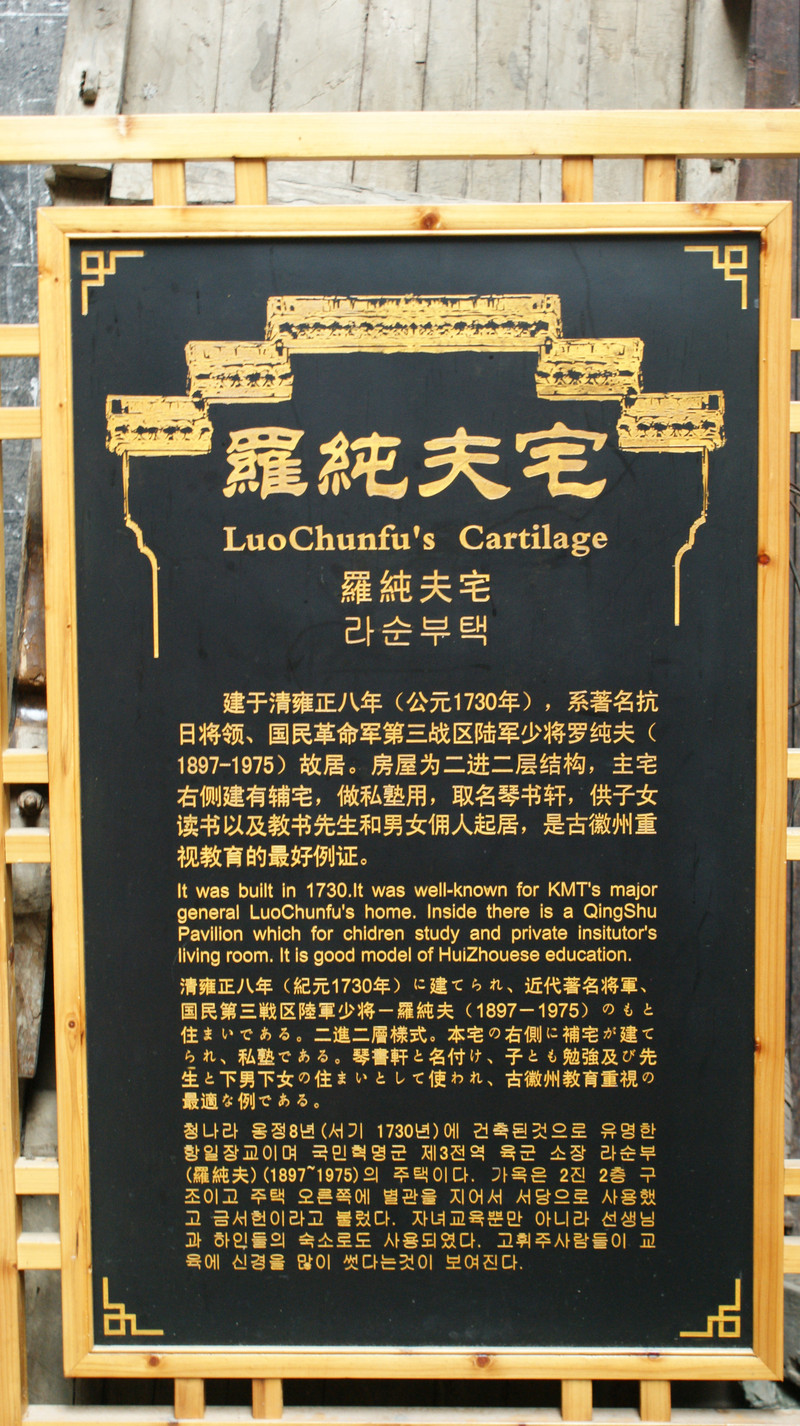 羅純夫宅
LuoChunfu's Cartilage
羅純夫宅
라순부택
建于清雍正八年（公元1730年），系著名抗
日将领、国民革命军第三战区陆军少将罗纯夫（
1897-1975）故居。房屋为二进二层结构，主宅
右侧建有辅宅，做私塾用，取名琴书轩，供子女
读书以及教书先生和男女佣人起居，是古徽州重
视教育的最好例证。
It was built in 1730.It was well-known for KMT's major
general LuoChunfu's home. Inside there is a QingShu
Pavilion which for chidren study and private insitutor's
living room. It is good model of HuiZhouese education.
清雍正八年（紀元1730年）に建てられ、近代著名将軍、
国民第三戦区陸軍少将－羅純夫（1897－1975）のもと
住まいである。二進二層様式。本宅の右側に補宅が建て
られ、私塾である。琴書軒と名付け、子とも勉強及び先
生と下男下女の住まいとして使われ、古徽州教育重視の
最適な例である。
청나라 옹정8년(서기 1730년)에 건축된것으로 유명한
항일장교이며 국민혁명군 제3전역 육군 소장 라순부
(羅純夫)(1897~1975)의 주택이다. 가옥은 2진 2층 구
조이고 주택 오른쪽에 별관을 지어서 서당으로 사용했
고 금서헌이라고 불렀다. 자녀교육뿐만 아니라 선생님
과 하인들의 숙소로도 사용되였다. 고휘주사람들이 교
육에 신경을 많이 썻다는것이 보여진다.